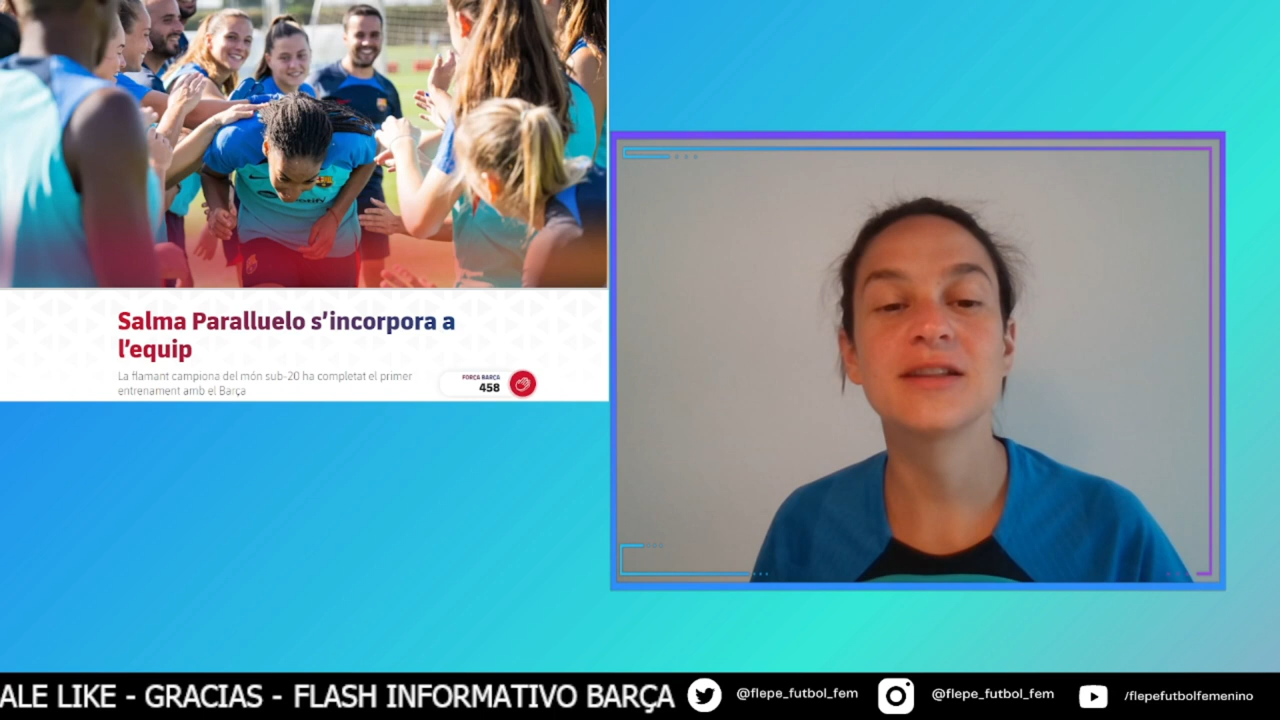 Spotify
Salma Paralluelo s'incorpora a
l'equip
La flamant campiona del món sub-20 ha completat el primer
entrenament amb el Barça
FORÇA BARÇA
458
ALE LIKE - GRACIAS - FLASH INFORMATIVO BARÇA
@flepe_futbol_fem
@flepe_futbol_fem
/flepefutbolfemenino